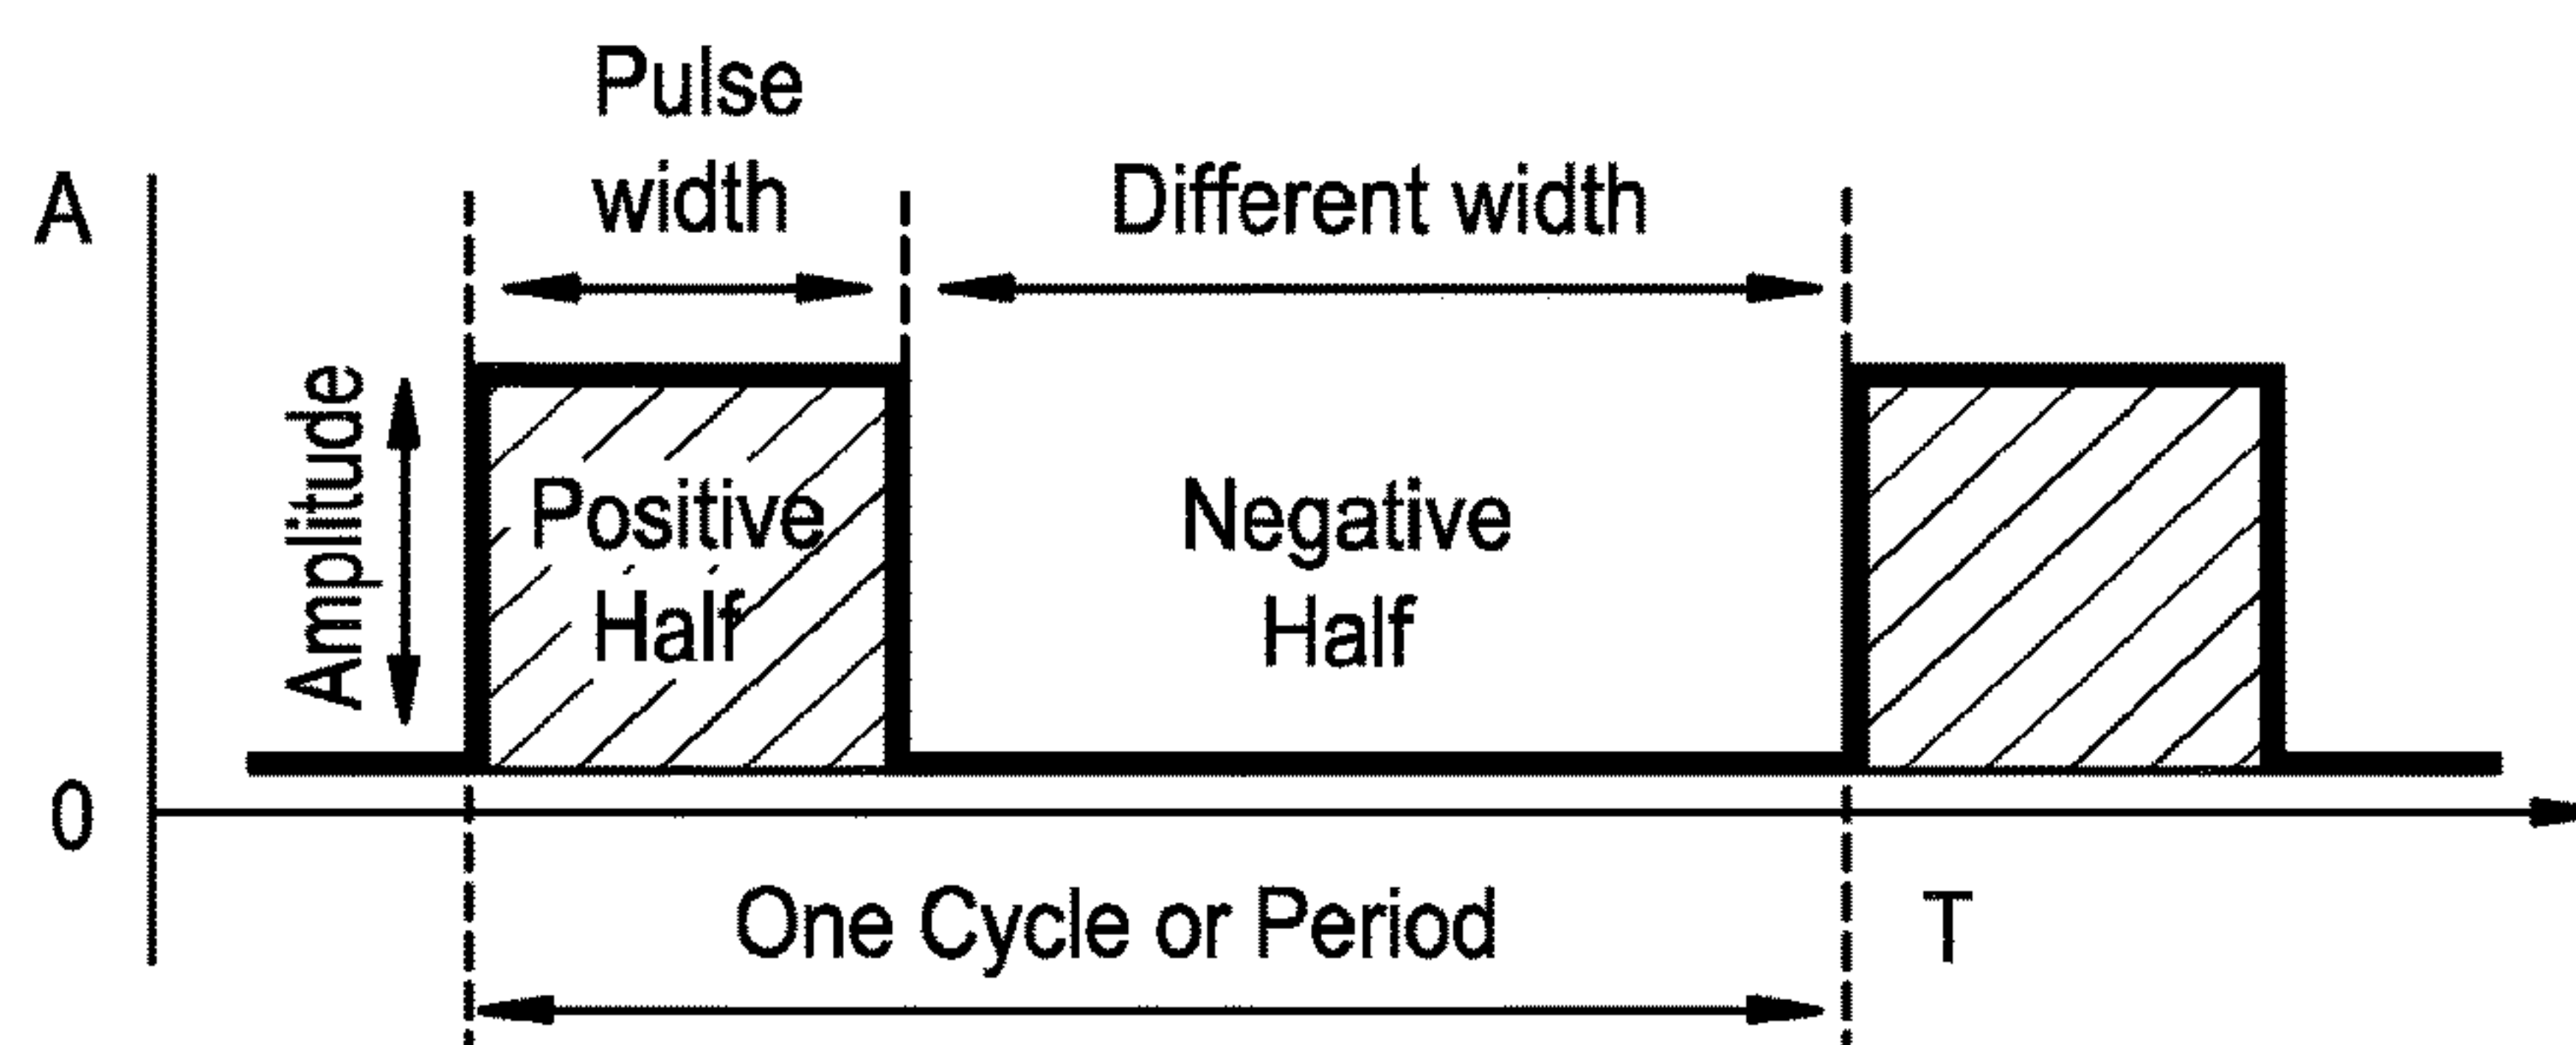 Pulse
width
A
Different width
Amplitude
Positive
Half
Negative
Half
0
One Cycle or Period
T